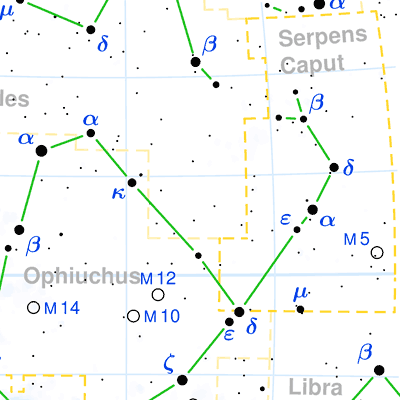 μ
δ
β
α
Serpens
Caput
les
β
α
α
δ
κ
ε
α
β
M 5
Ophiuchus
M 12
μ
M 14
M 10
ε
δ
ζ
β
Libra